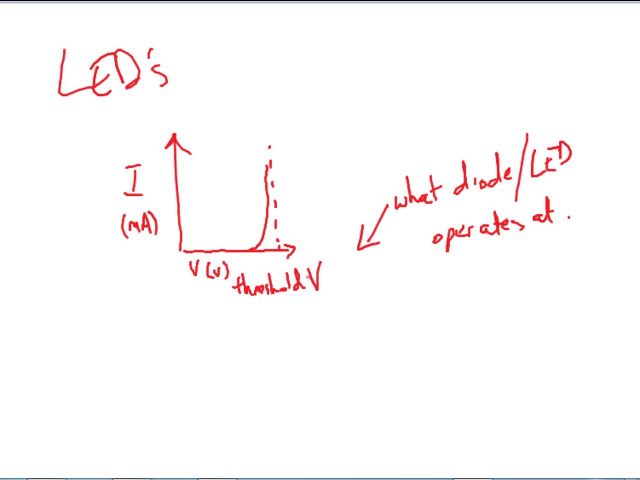 LED's
I
(mA)
V (v)
threshold V
what diode/LED
operates at.